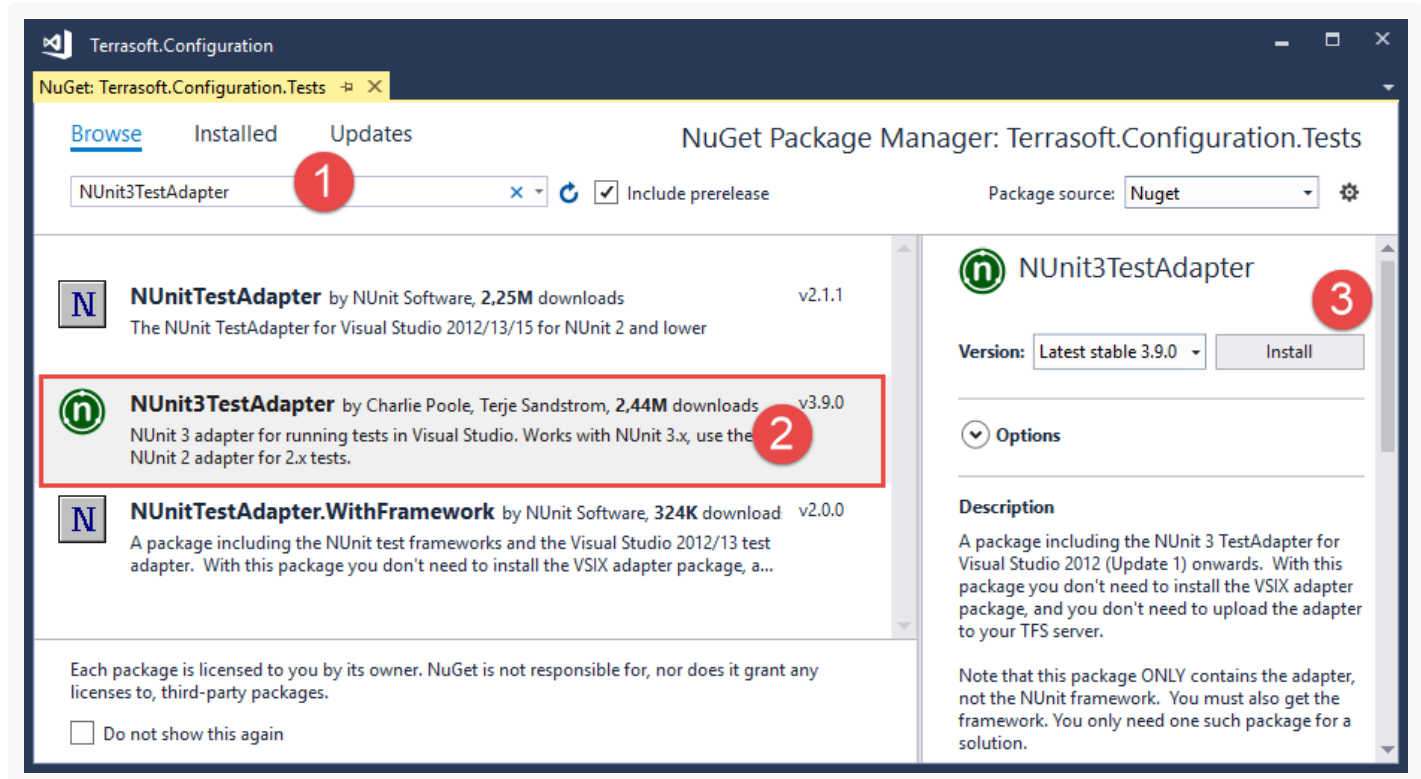 Terrasoft.Configuration
NuGet: Terrasoft.Configuration.Tests
Browse Installed Updates
NuGet Package Manager: Terrasoft.Configuration.Tests
NUnit3TestAdapter
1
Include prerelease
Package source: Nuget
N
NUnitTestAdapter by NUnit Software, 2,25M downloads v2.1.1
The NUnit TestAdapter for Visual Studio 2012/13/15 for NUnit 2 and lower
n
NUnit3TestAdapter by Charlie Poole, Terje Sandstrom, 2,44M downloads v3.9.0
NUnit 3 adapter for running tests in Visual Studio. Works with NUnit 3.x, use the
NUnit 2 adapter for 2.x tests.
2
N
NUnitTestAdapter.WithFramework by NUnit Software, 324K download v2.0.0
A package including the NUnit test frameworks and the Visual Studio 2012/13 test
adapter. With this package you don't need to install the VSIX adapter package, a...
Each package is licensed to you by its owner. NuGet is not responsible for, nor does it grant any
licenses to, third-party packages.
Do not show this again
n
NUnit3TestAdapter
3
Version: Latest stable 3.9.0 Install
Options
Description
A package including the NUnit 3 TestAdapter for
Visual Studio 2012 (Update 1) onwards. With this
package you don't need to install the VSIX adapter
package, and you don't need to upload the adapter
to your TFS server.
Note that this package ONLY contains the adapter,
not the NUnit framework. You must also get the
framework. You only need one such package for a
solution.